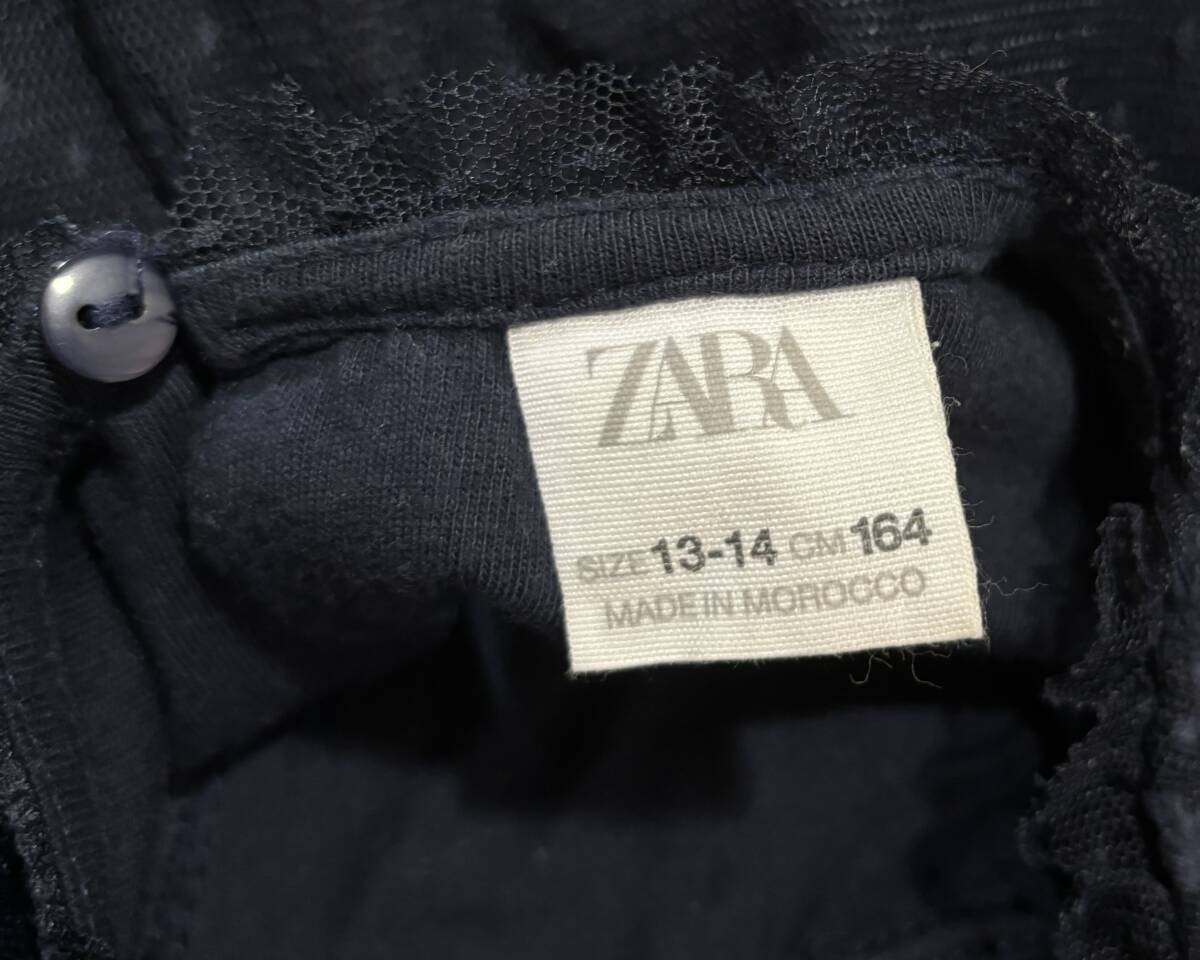 ZARA
SIZE 13-14 CM 164
MADE IN MOROCCO